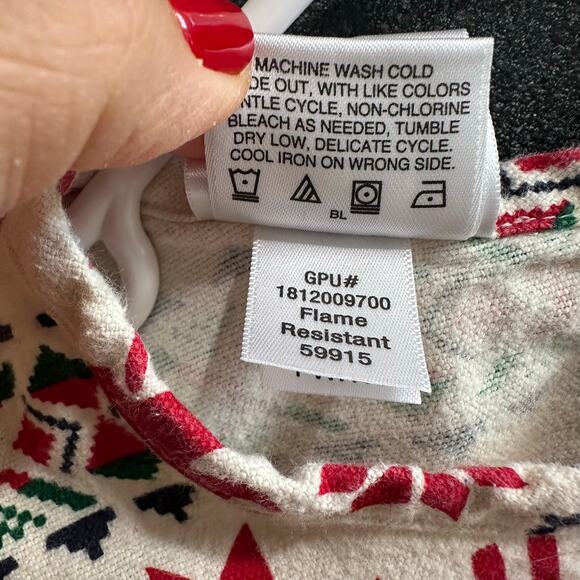 MACHINE WASH COLD
DE OUT, WITH LIKE COLORS
NTLE CYCLE, NON-CHLORINE
BLEACH AS NEEDED, TUMBLE
DRY LOW, DELICATE CYCLE.
COOL IRON ON WRONG SIDE.
BL
GPU#
1812009700
Flame
Resistant
59915